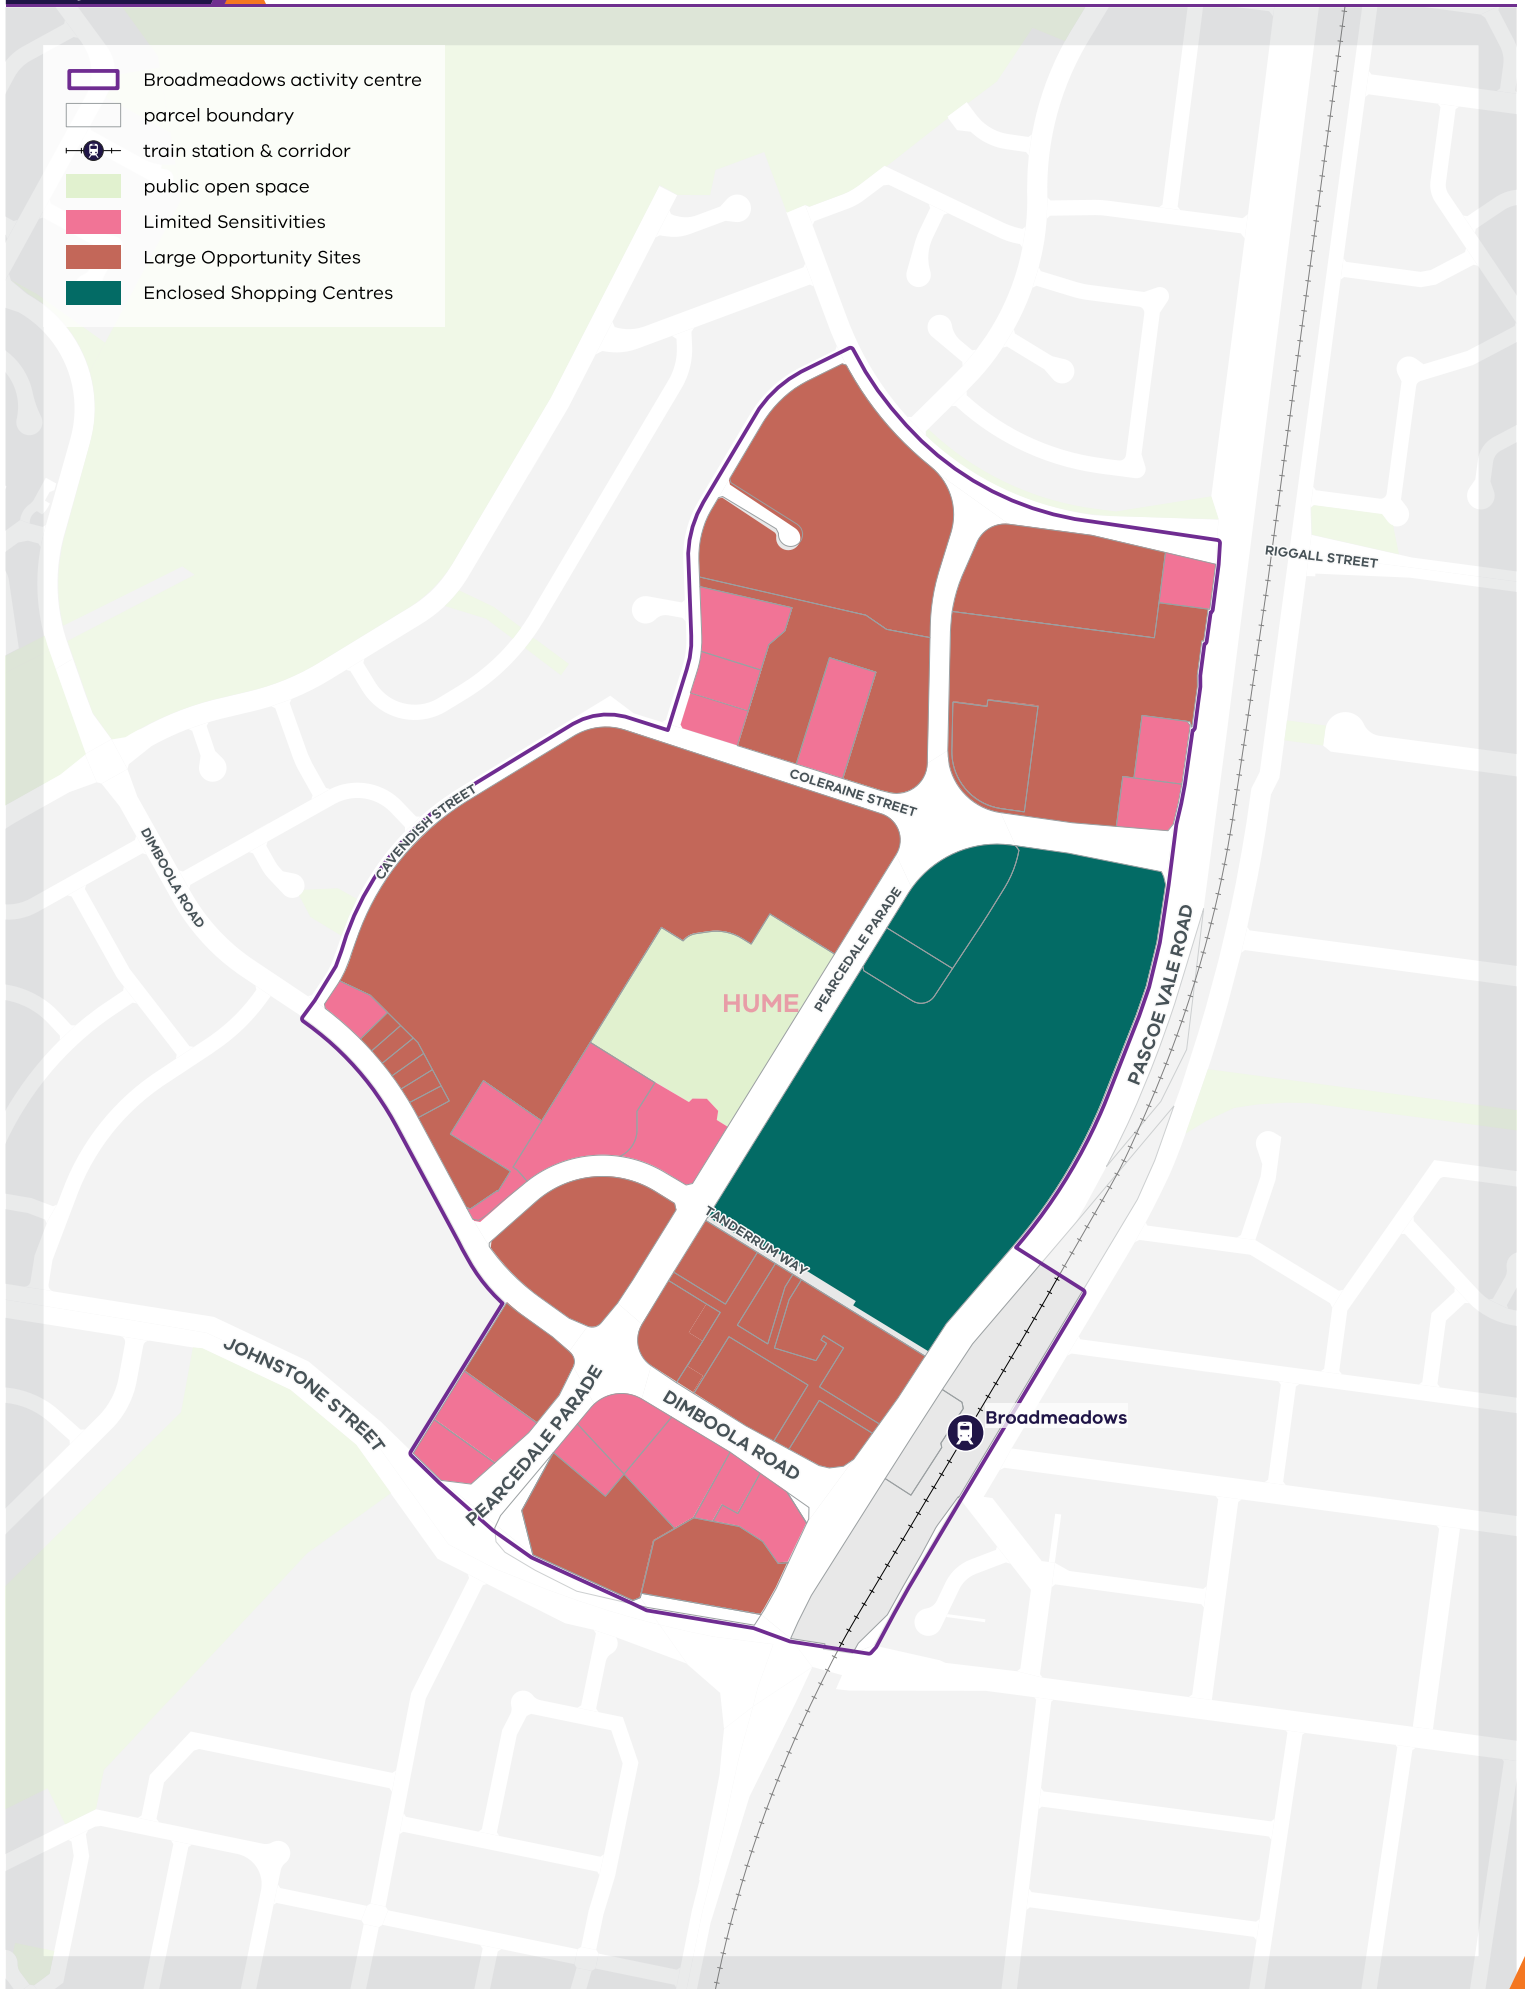 Broadmeadows activity centre
parcel boundary
train station & corridor
public open space
Limited Sensitivities
Large Opportunity Sites
Enclosed Shopping Centres
RIGGALL STREET
COLERAINE STREET
CAVENDISH STREET
DIMBOOLA ROAD
PEARCEDALE PARADE
PASCOE VALE ROAD
HUME
TANDERRUM WAY
JOHNSTONE STREET
PEARCEDALE PARADE
DIMBOOLA ROAD
Broadmeadows